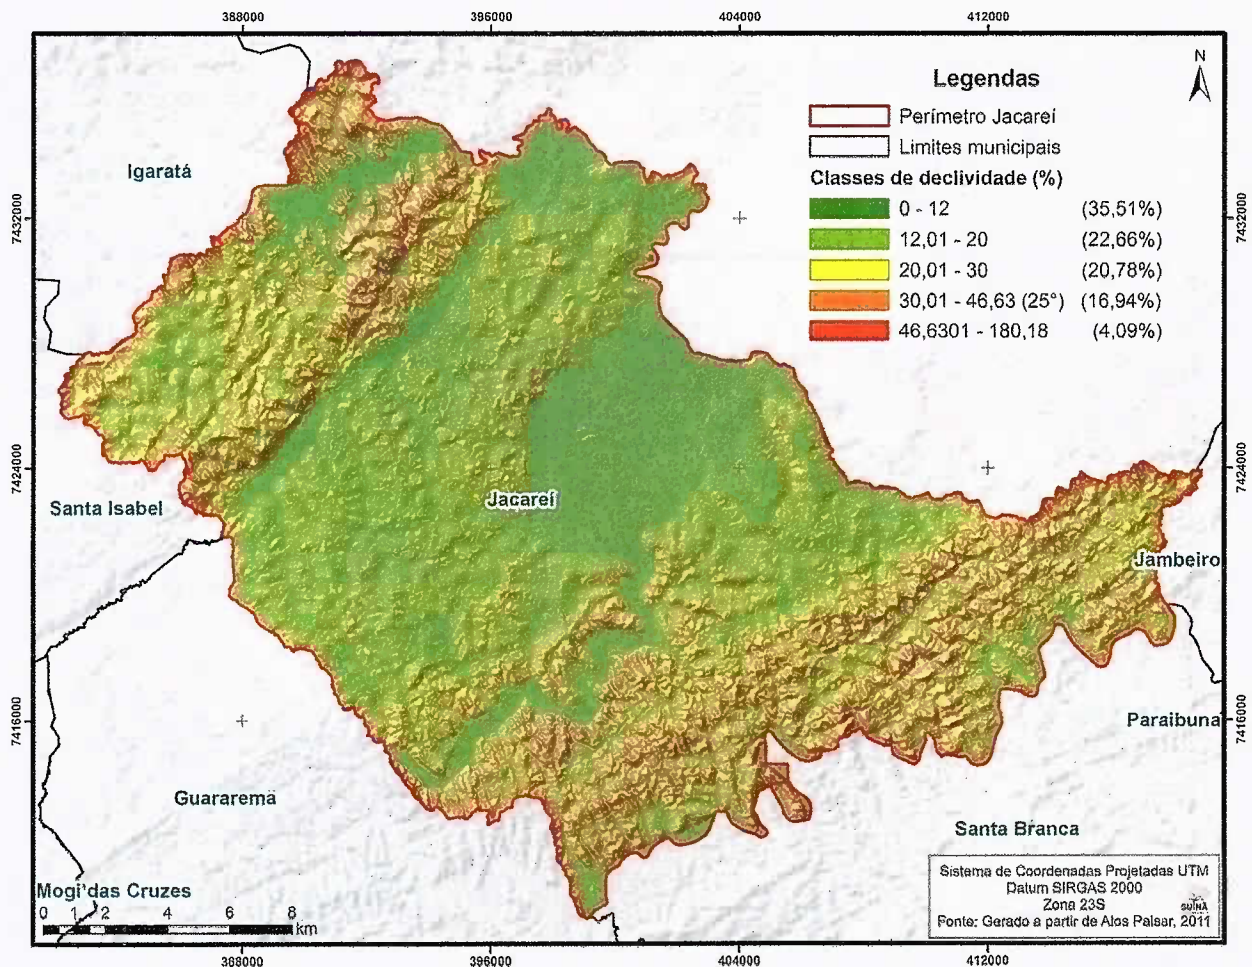 388000
396000
404000
412000
N
Legendas
Perímetro Jacareí
Limites municipais
Classes de declividade (%)
0 - 12 (35,51%)
12,01 - 20 (22,66%)
20,01 - 30 (20,78%)
30,01 - 46,63 (25°) (16,94%)
46,6301 - 180,18 (4,09%)
Igaratá
7432000
7432000
7424000
7424000
Jacareí
Santa Isabel
Jambeiro
7416000
7416000
Paraibuna
Guararema
Santa Branca
Mogi das Cruzes
0 1 2 4 6 8
km
Sistema de Coordenadas Projetadas UTM
Datum SIRGAS 2000
Zona 23S
Fonte: Gerado a partir de Alos Palsar, 2011
SUINÃ
388000
396000
404000
412000